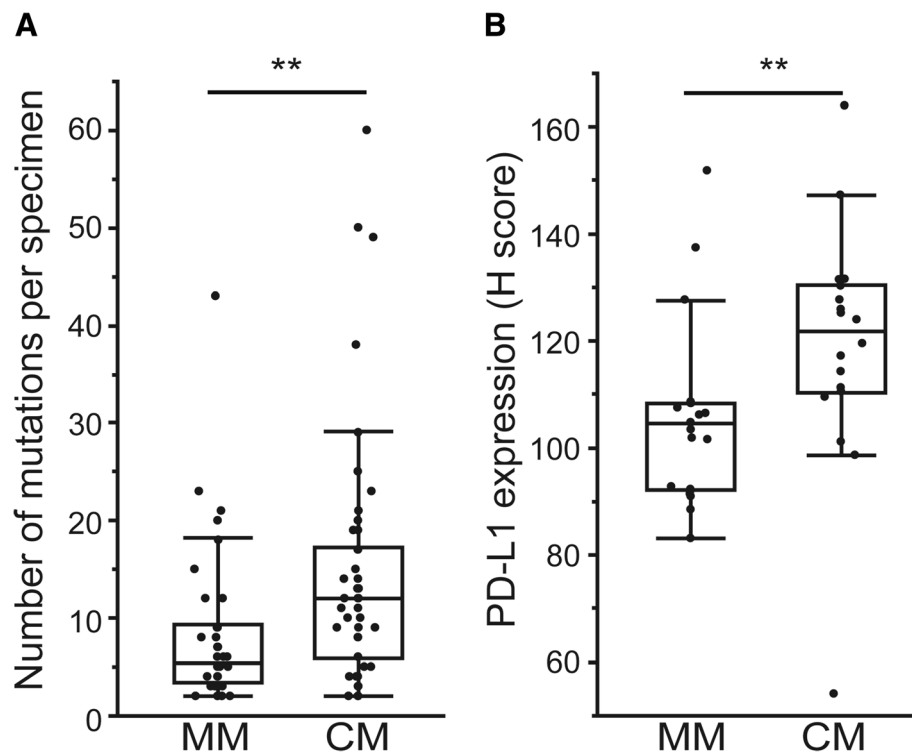 A
**
Number of mutations per specimen
60
50
40
30
20
10
0
MM CM
B
**
PD-L1 expression (H score)
160
140
120
100
80
60
MM CM